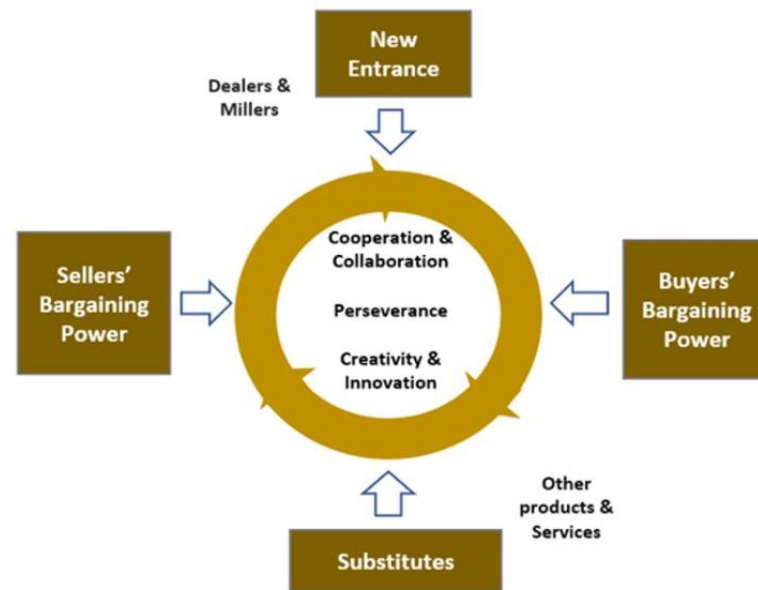 New
Entrance
Dealers &
Millers
Cooperation &
Collaboration
Perseverance
Creativity &
Innovation
Sellers’
Bargaining
Power
Buyers’
Bargaining
Power
Other
products &
Services
Substitutes